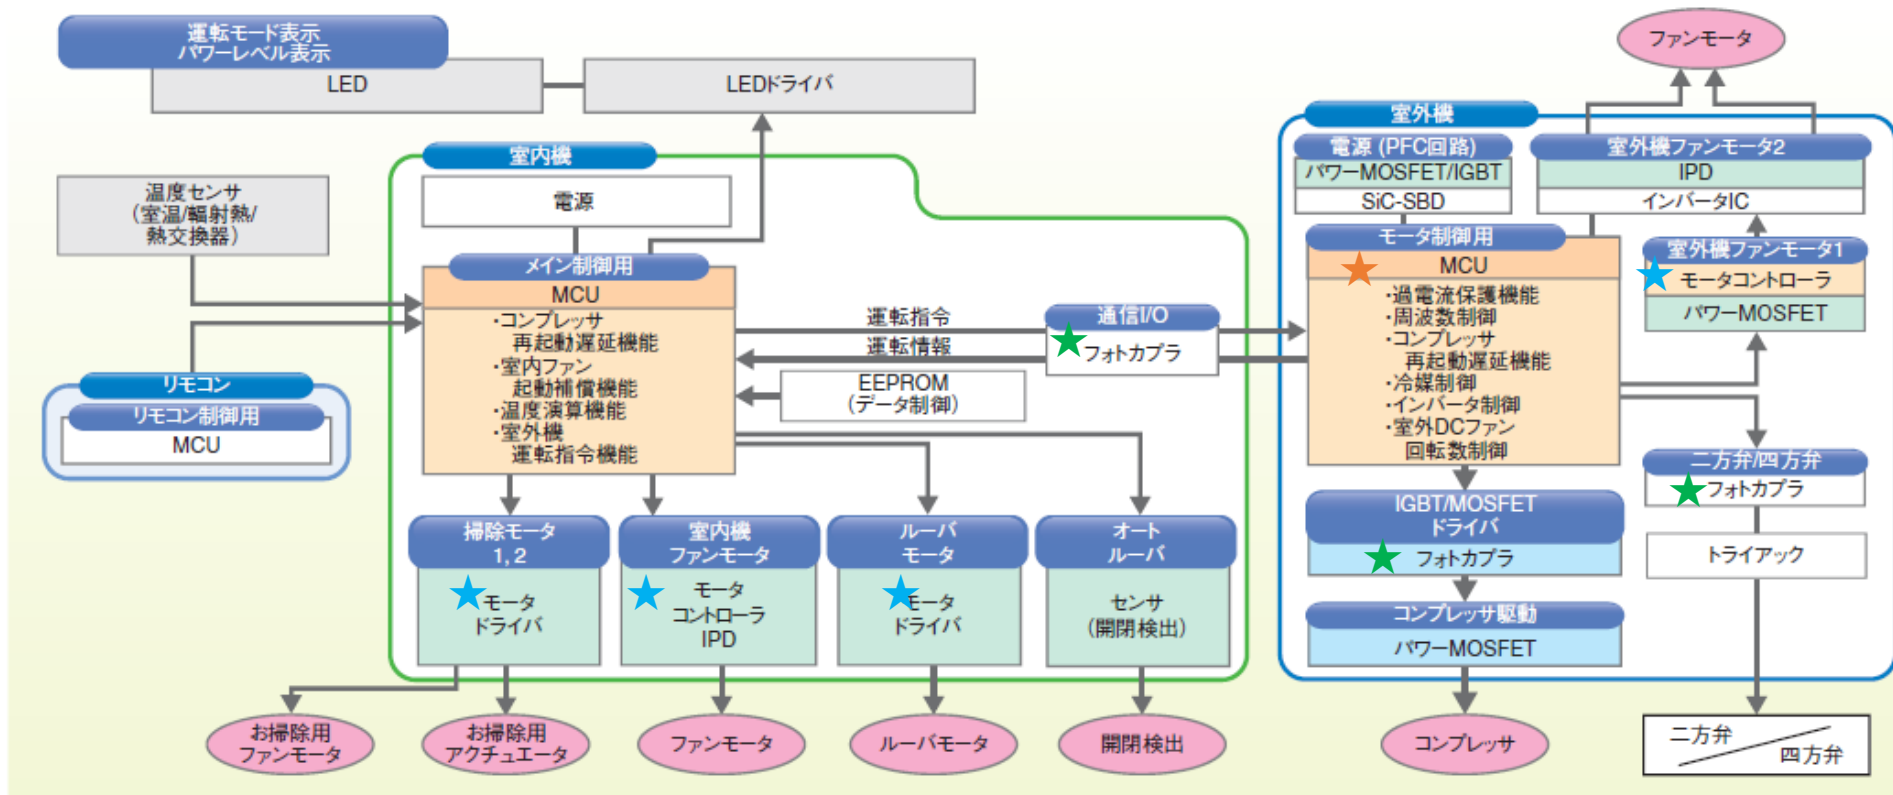 運転モード表示
パワーレベル表示
LED
LEDドライバ
温度センサ
(室温/輻射熱/
熱交換器)
リモコン
リモコン制御用
MCU
室内機
電源
メイン制御用
MCU
・コンプレッサ
再起動遅延機能
・室内ファン
起動補償機能
・温度演算機能
・室外機
運転指令機能
運転指令
運転情報
通信I/O
フォトカプラ
EEPROM
(データ制御)
掃除モータ
1, 2
モータ
ドライバ
室内機
ファンモータ
モータ
コントローラ
IPD
ルーバ
モータ
モータ
ドライバ
オート
ルーバ
センサ
(開閉検出)
お掃除用
ファンモータ
お掃除用
アクチュエータ
ファンモータ
ルーバモータ
開閉検出
ファンモータ
室外機
電源 (PFC回路)
パワーMOSFET/IGBT
SiC-SBD
室外機ファンモータ2
IPD
インバータIC
モータ制御用
MCU
・過電流保護機能
・周波数制御
・コンプレッサ
再起動遅延機能
・冷媒制御
・インバータ制御
・室外DCファン
回転数制御
室外機ファンモータ1
モータコントローラ
パワーMOSFET
IGBT/MOSFET
ドライバ
フォトカプラ
コンプレッサ駆動
パワーMOSFET
コンプレッサ
二方弁/四方弁
フォトカプラ
トライアック
二方弁
四方弁